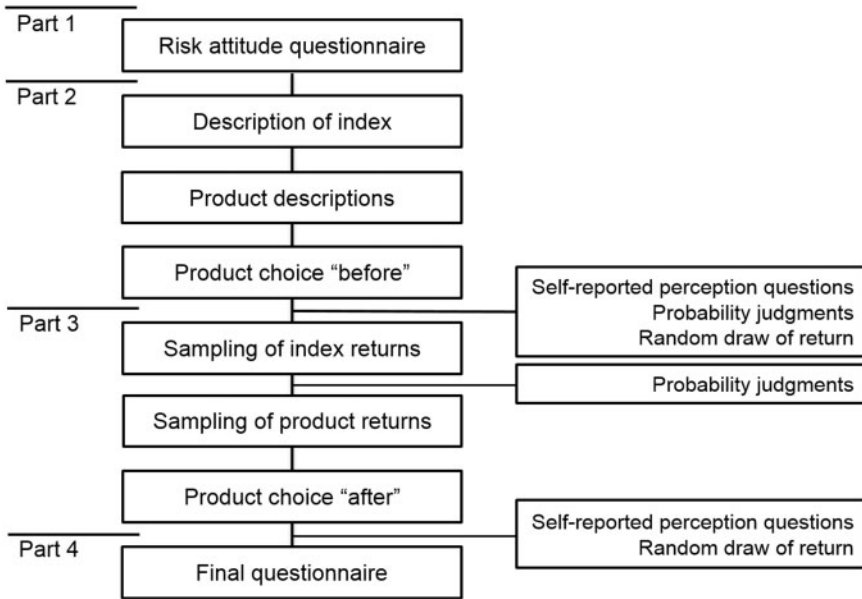 Part 1
Risk attitude questionnaire
Part 2
Description of index
Product descriptions
Product choice “before”
Self-reported perception questions
Probability judgments
Random draw of return
Part 3
Sampling of index returns
Probability judgments
Sampling of product returns
Product choice “after”
Self-reported perception questions
Random draw of return
Part 4
Final questionnaire